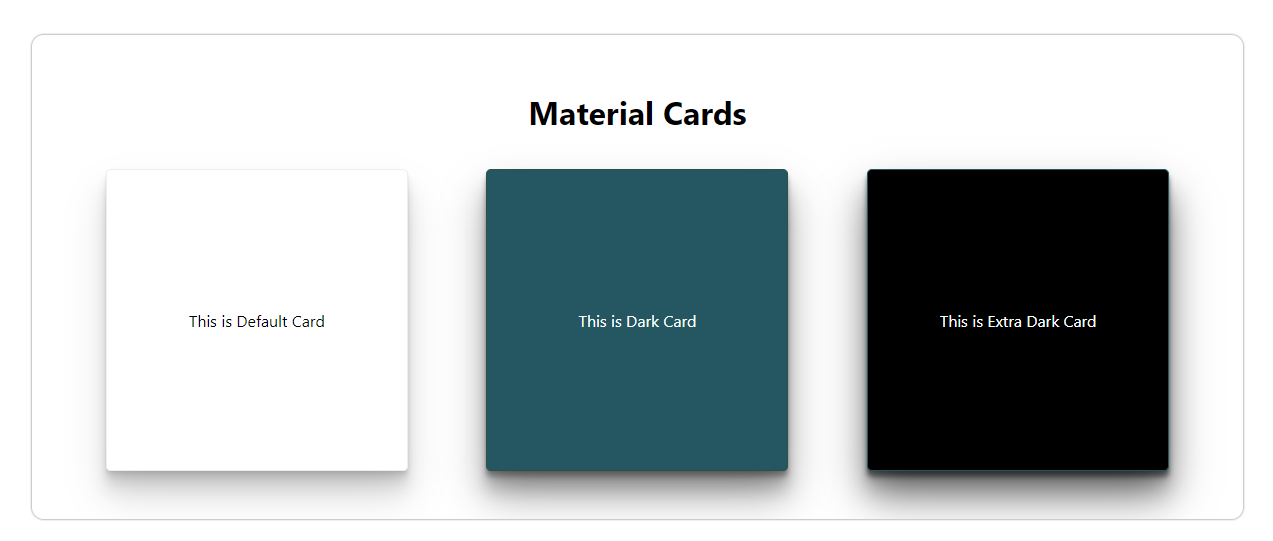 Material Cards
This is Default Card
This is Dark Card
This is Extra Dark Card